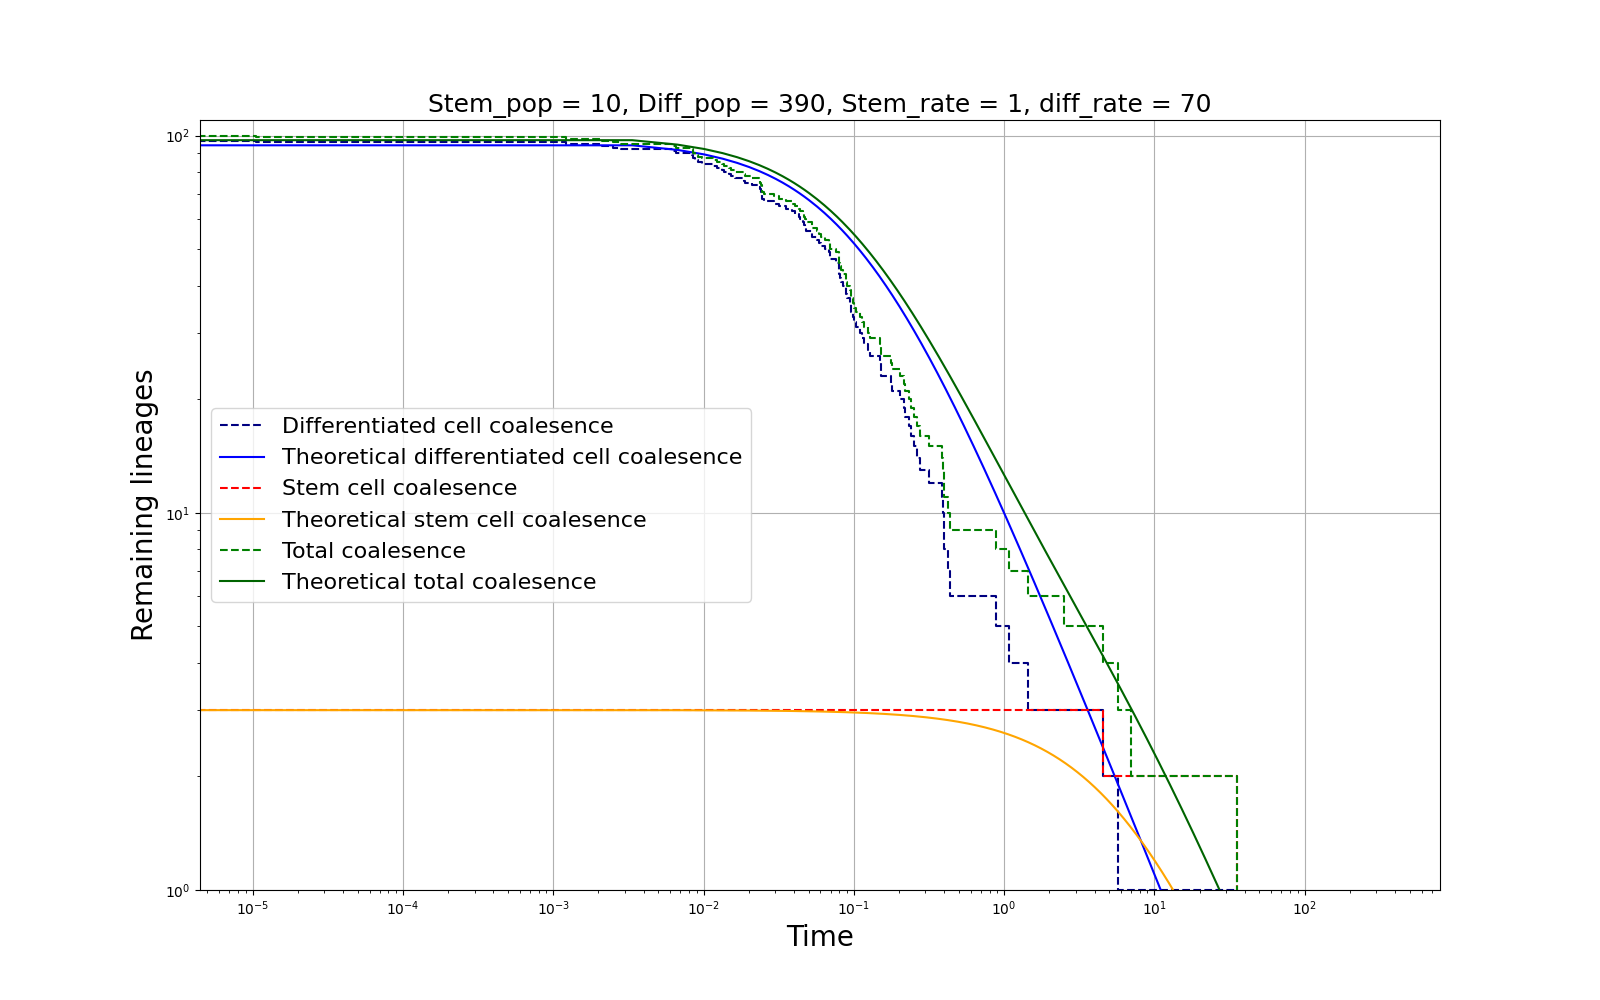 Stem_pop = 10, Diff_pop = 390, Stem_rate = 1, diff_rate = 70
Remaining lineages
10²
10¹
10⁰
Differentiated cell coalesence
Theoretical differentiated cell coalesence
Stem cell coalesence
Theoretical stem cell coalesence
Total coalesence
Theoretical total coalesence
10⁻⁵ 10⁻⁴ 10⁻³ 10⁻² 10⁻¹ 10⁰ 10¹ 10²
Time